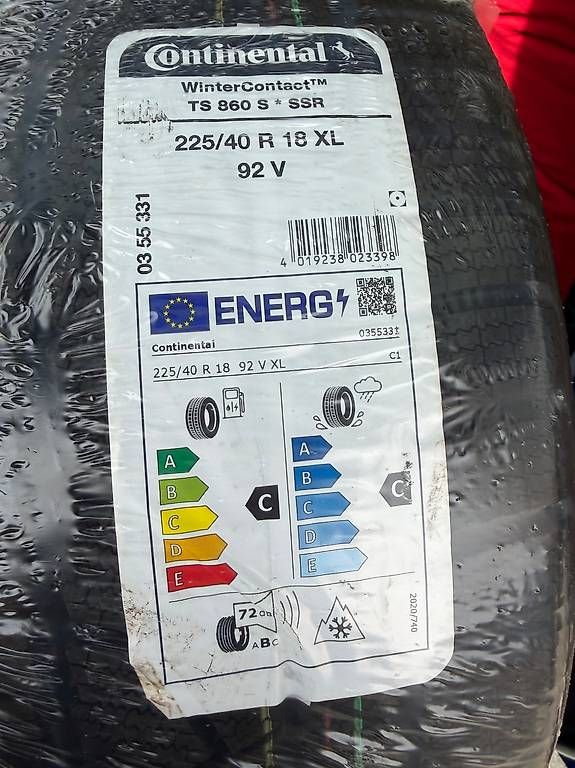 Continental
WinterContact™
TS 860 S * SSR
225/40 R 18 XL
92 V
03 55 331
4 019238 023398
ENERG
Continental
0355331
225/40 R 18 92 V XL
C1
A
B
C
D
E
C
A
B
C
D
E
C
72 dB
ABC
2020/740